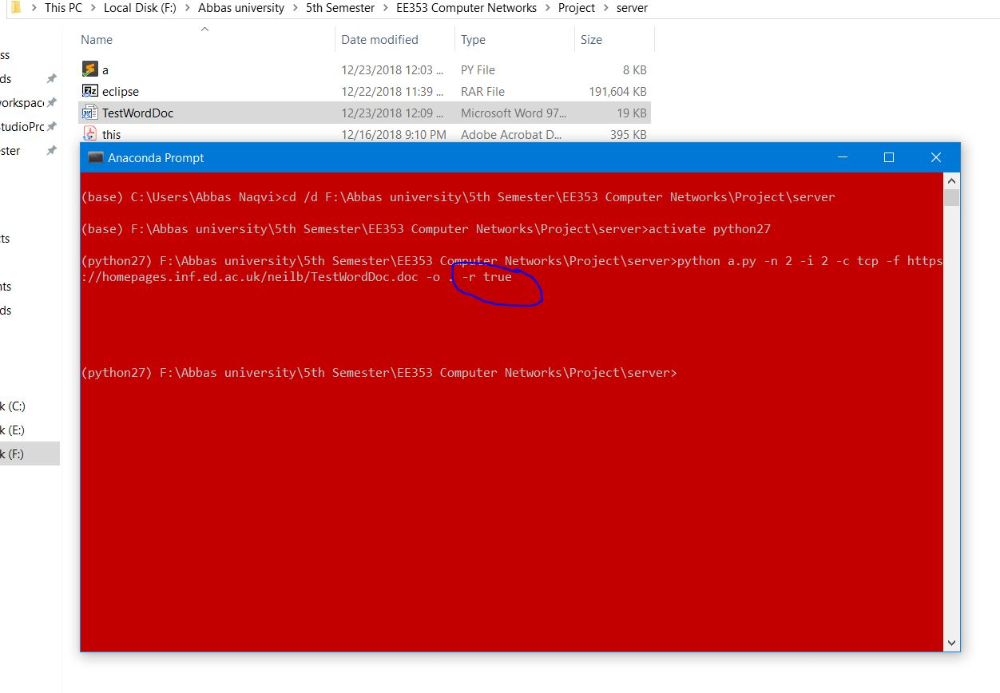 This PC > Local Disk (F:) > Abbas university > 5th Semester > EE353 Computer Networks > Project > server
Name Date modified Type Size
ss
a 12/23/2018 12:03 ... PY File 8 KB
ds
eclipse 12/22/2018 11:39 ... RAR File 191,604 KB
vorkspac
TestWordDoc 12/23/2018 12:09 ... Microsoft Word 97... 19 KB
studioPro
this 12/16/2018 9:10 PM Adobe Acrobat D... 395 KB
ester
Anaconda Prompt
(base) C:\Users\Abbas Naqvi>cd /d F:\Abbas university\5th Semester\EE353 Computer Networks\Project\server
(base) F:\Abbas university\5th Semester\EE353 Computer Networks\Project\server>activate python27
cts
(python27) F:\Abbas university\5th Semester\EE353 Computer Networks\Project\server>python a.py -n 2 -i 2 -c tcp -f https
://homepages.inf.ed.ac.uk/neilb/TestWordDoc.doc -o . -r true
nts
ds
(python27) F:\Abbas university\5th Semester\EE353 Computer Networks\Project\server>
k (C:)
k (E:)
k (F:)